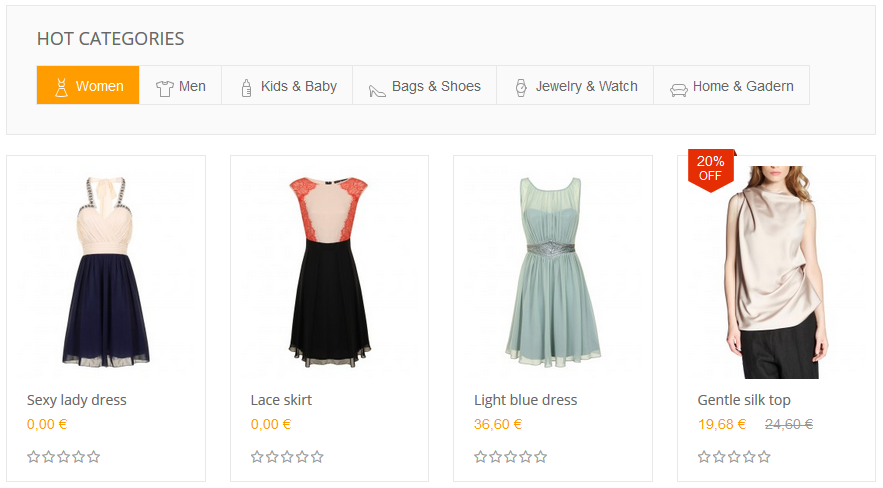 HOT CATEGORIES
Women Men Kids & Baby Bags & Shoes Jewelry & Watch Home & Gadern
20%
OFF
Sexy lady dress Lace skirt Light blue dress Gentle silk top
0,00 € 0,00 € 36,60 € 19,68 € 24,60 €